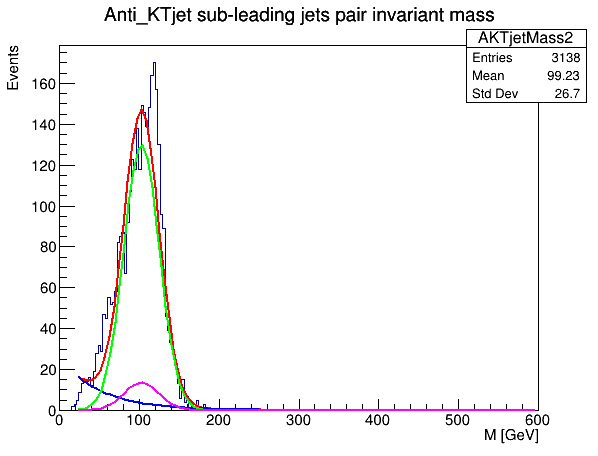 Anti_KTjet sub-leading jets pair invariant mass
AKTjetMass2
Entries 3138
Mean 99.23
Std Dev 26.7
Events
160
140
120
100
80
60
40
20
0
0 100 200 300 400 500 600
M [GeV]